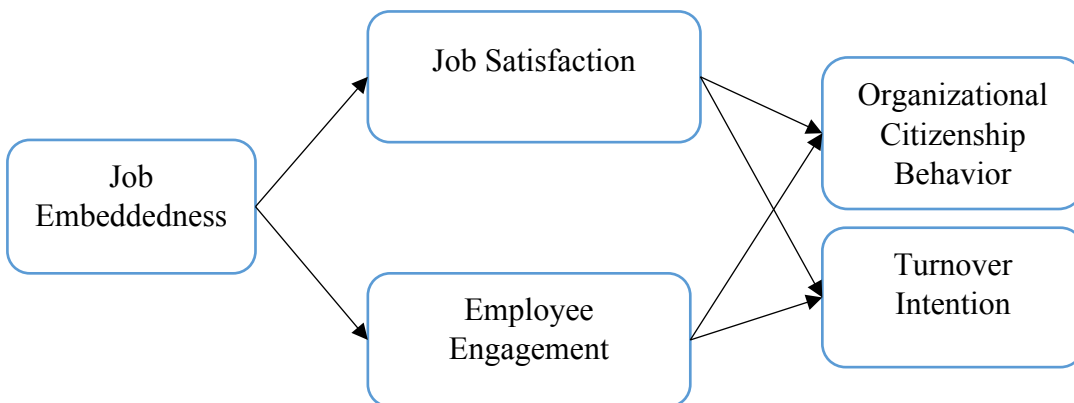 Job
Embeddedness
Job Satisfaction
Employee
Engagement
Organizational
Citizenship
Behavior
Turnover
Intention